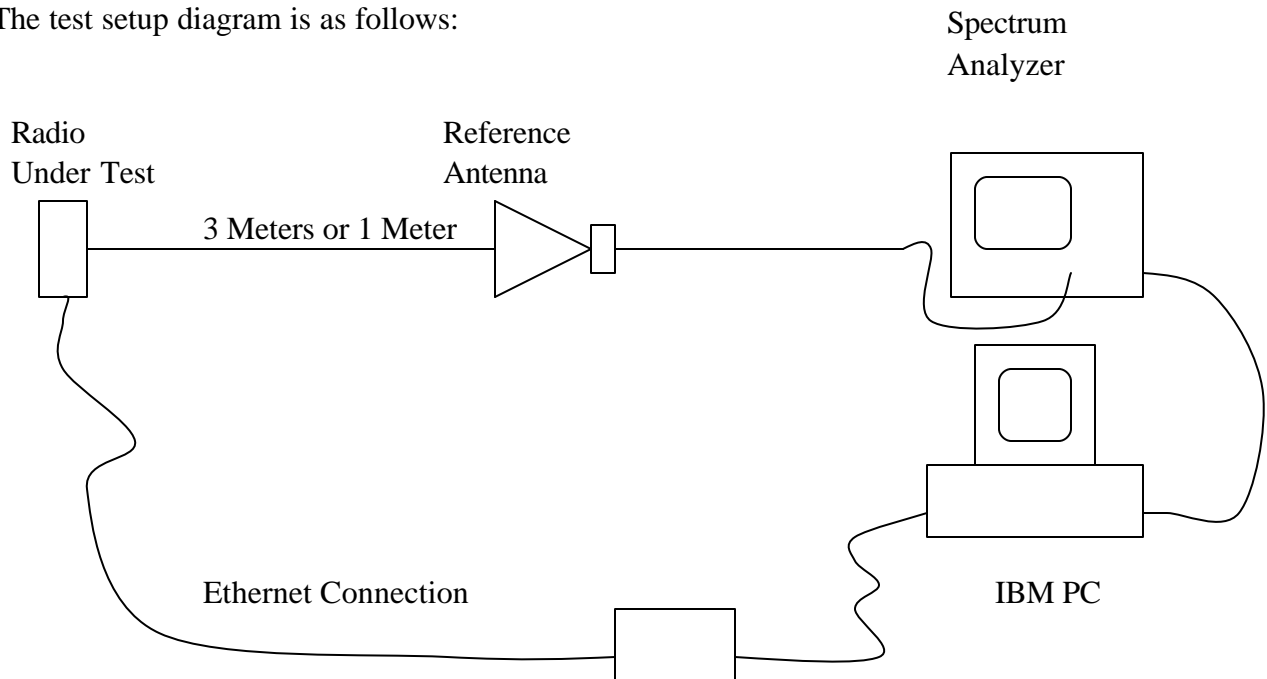 The test setup diagram is as follows:
Spectrum
Analyzer
Radio
Under Test
Reference
Antenna
3 Meters or 1 Meter
Ethernet Connection
IBM PC